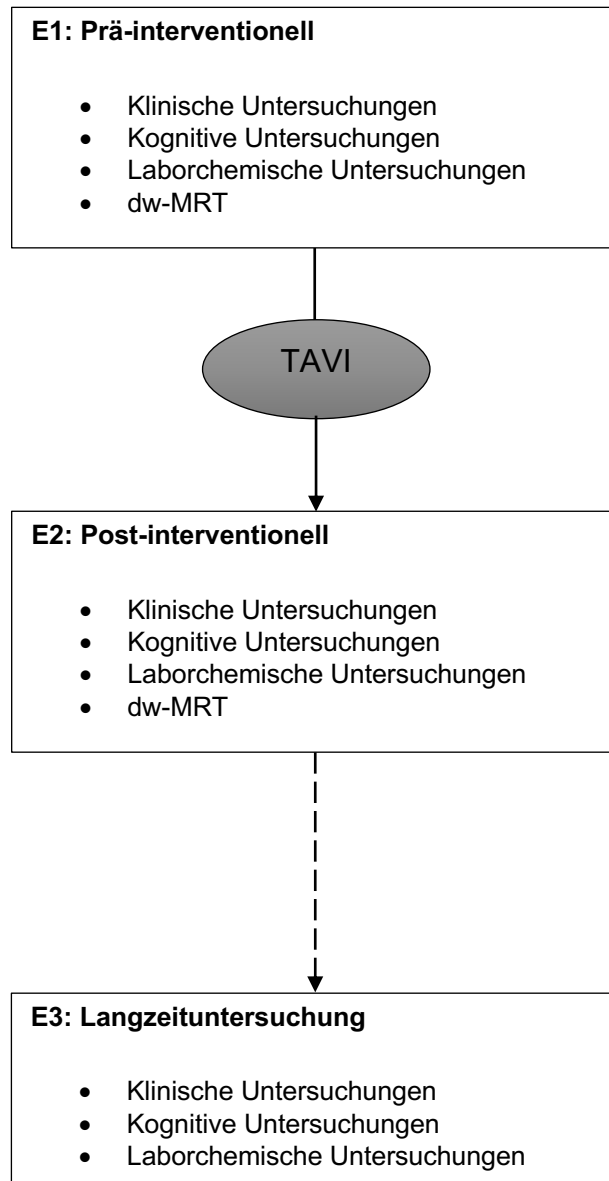 E1: Prä-interventionell
• Klinische Untersuchungen
• Kognitive Untersuchungen
• Laborchemische Untersuchungen
• dw-MRT
TAVI
E2: Post-interventionell
• Klinische Untersuchungen
• Kognitive Untersuchungen
• Laborchemische Untersuchungen
• dw-MRT
E3: Langzeituntersuchung
• Klinische Untersuchungen
• Kognitive Untersuchungen
• Laborchemische Untersuchungen